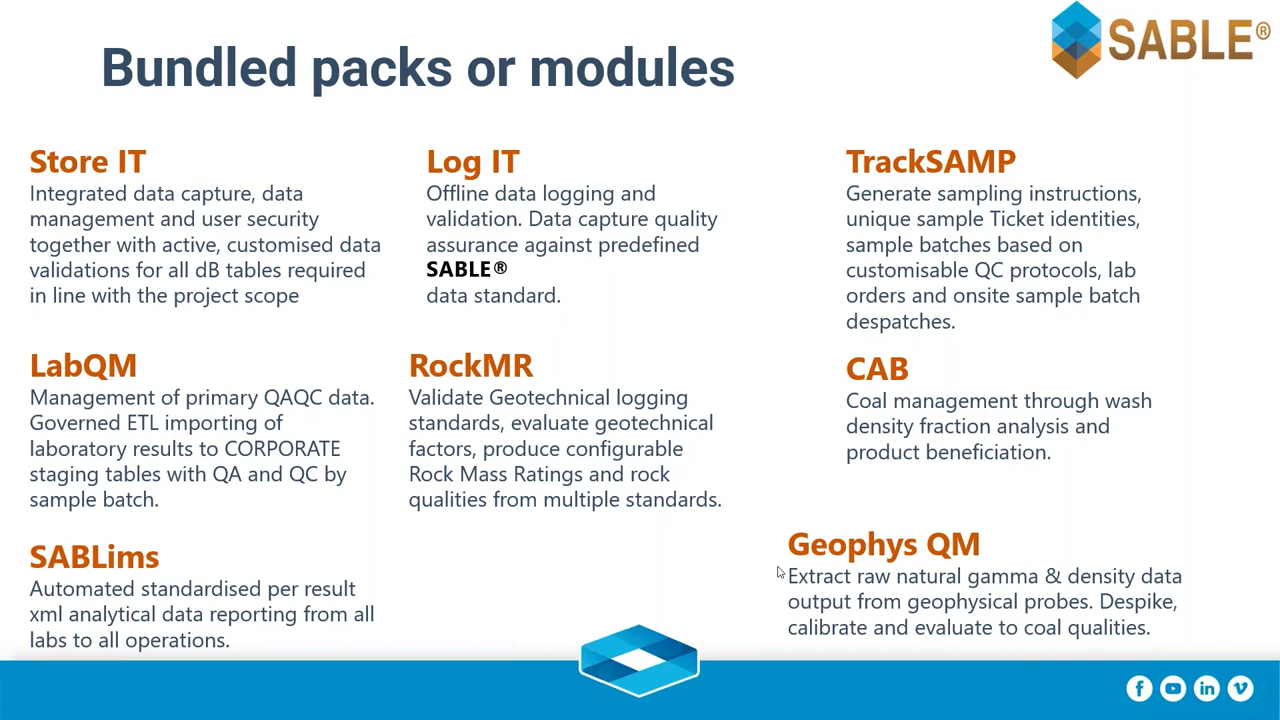 Bundled packs or modules
SABLE®
Store IT
Integrated data capture, data
management and user security
together with active, customised data
validations for all dB tables required
in line with the project scope
Log IT
Offline data logging and
validation. Data capture quality
assurance against predefined
SABLE®
data standard.
TrackSAMP
Generate sampling instructions,
unique sample Ticket identities,
sample batches based on
customisable QC protocols, lab
orders and onsite sample batch
despatches.
LabQM
Management of primary QAQC data.
Governed ETL importing of
laboratory results to CORPORATE
staging tables with QA and QC by
sample batch.
RockMR
Validate Geotechnical logging
standards, evaluate geotechnical
factors, produce configurable
Rock Mass Ratings and rock
qualities from multiple standards.
CAB
Coal management through wash
density fraction analysis and
product beneficiation.
SABLims
Automated standardised per result
xml analytical data reporting from all
labs to all operations.
Geophys QM
Extract raw natural gamma & density data
output from geophysical probes. Despike,
calibrate and evaluate to coal qualities.